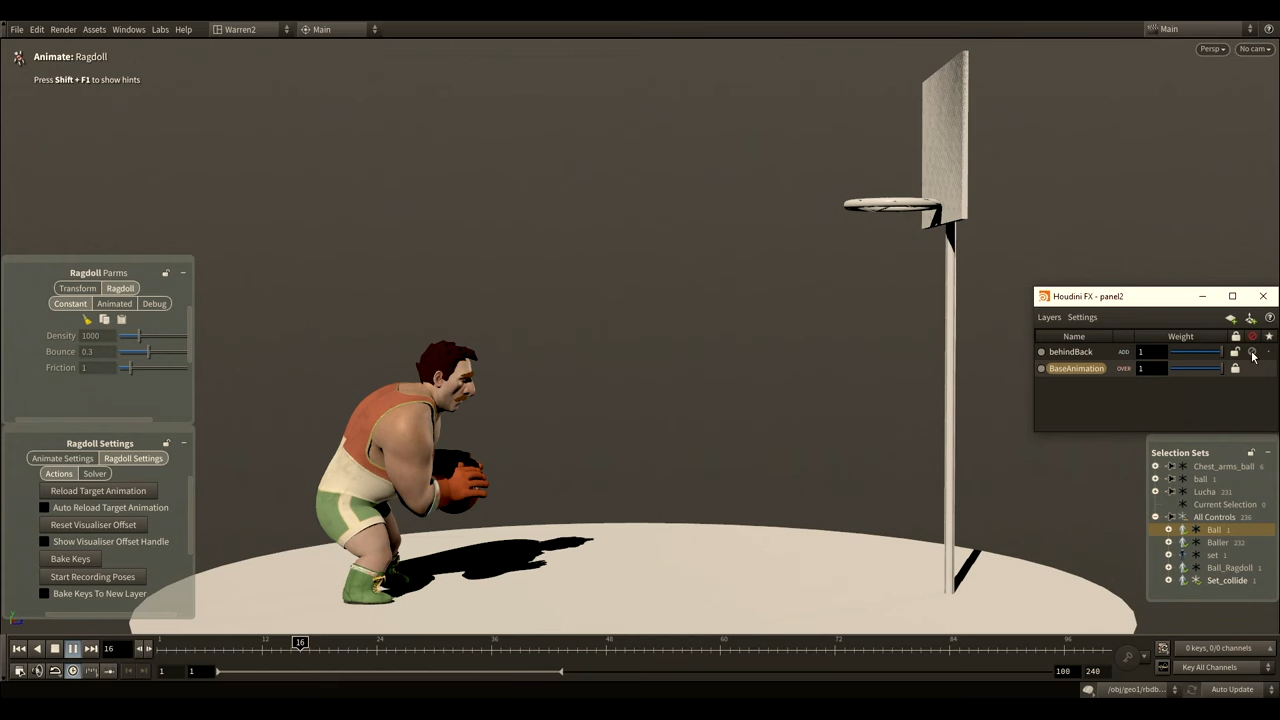 File Edit Render Assets Windows Labs Help Warren2 Main Main
Animate: Ragdoll
Persp No cam
Press Shift + F1 to show hints
Ragdoll Parms
Transform Ragdoll
Constant Animated Debug
Density 1000
Bounce 0.3
Friction 1
Houdini FX - panel2
Layers Settings
Name Weight
behindBack ADD 1
BaseAnimation OVER 1
Ragdoll Settings
Animate Settings Ragdoll Settings
Actions Solver
Reload Target Animation
Auto Reload Target Animation
Reset Visualiser Offset
Show Visualiser Offset Handle
Bake Keys
Start Recording Poses
Bake Keys To New Layer
Selection Sets
Chest_arms_ball 6
ball 1
Lucha 231
Current Selection 0
All Controls 236
Ball 1
Baller 232
set 1
Ball_Ragdoll 1
Set_collide 1
16 1 12 16 24 36 48 60 72 84 96 0 keys, 0/0 channels
1 1 100 240 Key All Channels
/obj/geo1/rbdb... Auto Update